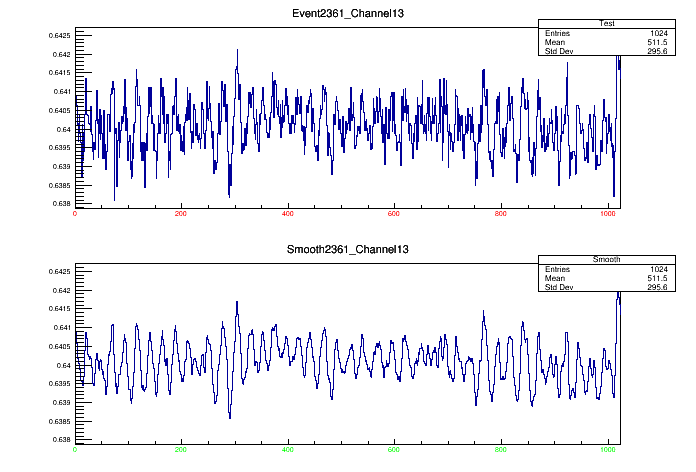 Event2361_Channel13
Test
Entries 1024
Mean 511.5
Std Dev 295.6
0.6425
0.642
0.6415
0.641
0.6405
0.64
0.6395
0.639
0.6385
0.638
0 200 400 600 800 1000
Smooth2361_Channel13
Smooth
Entries 1024
Mean 511.5
Std Dev 295.6
0.6425
0.642
0.6415
0.641
0.6405
0.64
0.6395
0.639
0.6385
0.638
0 200 400 600 800 1000